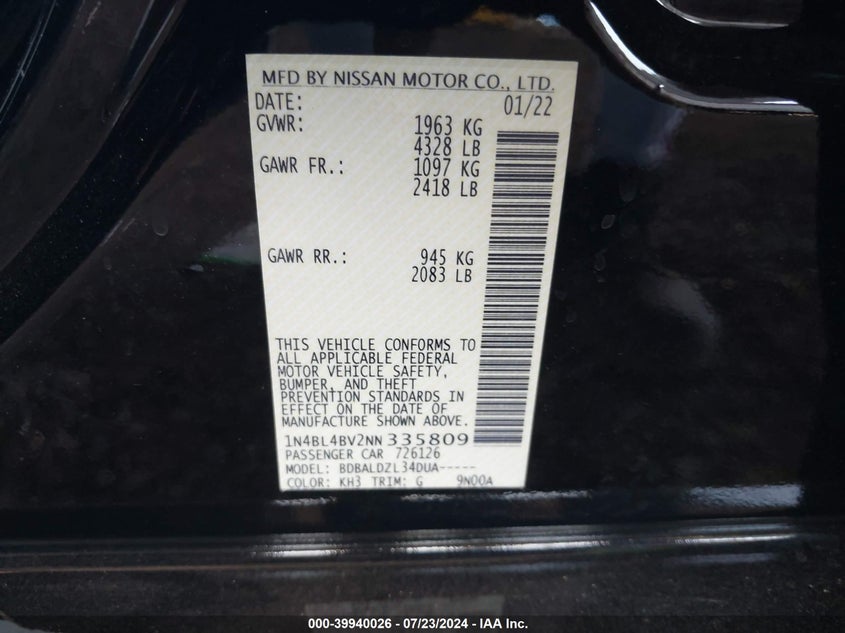 MFD BY NISSAN MOTOR CO., LTD.
DATE: 01/22
GVWR: 1963 KG
4328 LB
GAWR FR.: 1097 KG
2418 LB
GAWR RR.: 945 KG
2083 LB
THIS VEHICLE CONFORMS TO
ALL APPLICABLE FEDERAL
MOTOR VEHICLE SAFETY,
BUMPER, AND THEFT
PREVENTION STANDARDS IN
EFFECT ON THE DATE OF
MANUFACTURE SHOWN ABOVE.
1N4BL4BV2NN335809
PASSENGER CAR 726126
MODEL: BDBALDZL34DUA-----
COLOR: KH3 TRIM: G 9N00A
000-39940026 - 07/23/2024 - IAA Inc.